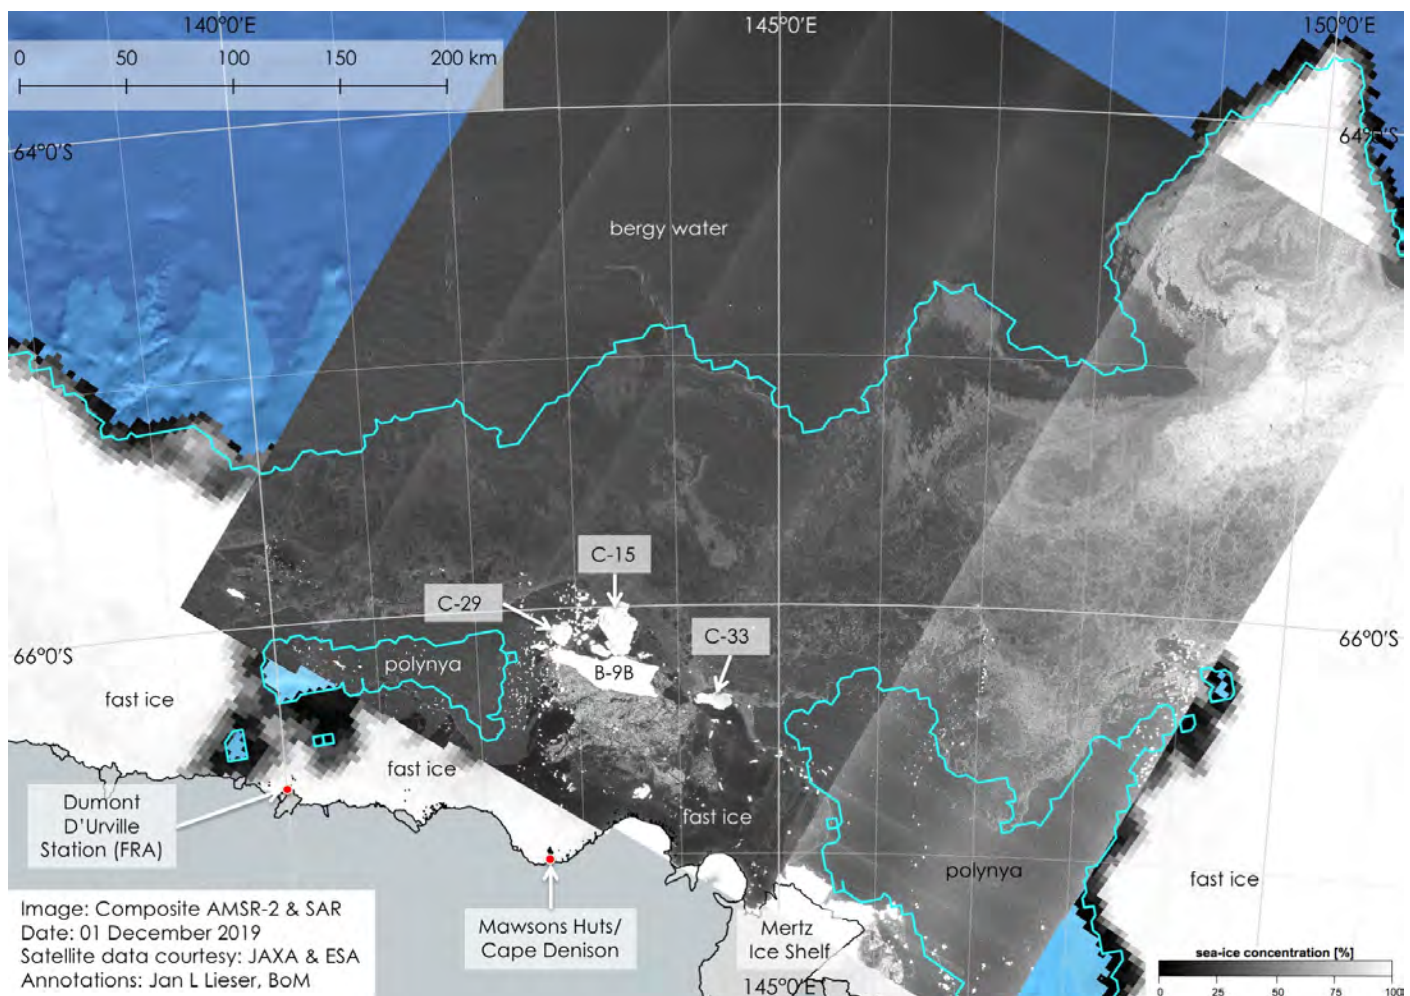 140°0'E
145°0'E
150°0'E
0 50 100 150 200 km
64°0'S
64°0'S
bergy water
C-15
C-29
C-33
B-9B
66°0'S
66°0'S
polynya
fast ice
fast ice
fast ice
polynya
fast ice
Dumont
D'Urville
Station (FRA)
Mawsons Huts/
Cape Denison
Mertz
Ice Shelf
145°0'E
Image: Composite AMSR-2 & SAR
Date: 01 December 2019
Satellite data courtesy: JAXA & ESA
Annotations: Jan L Lieser, BoM
sea-ice concentration [%]
0 25 50 75 100